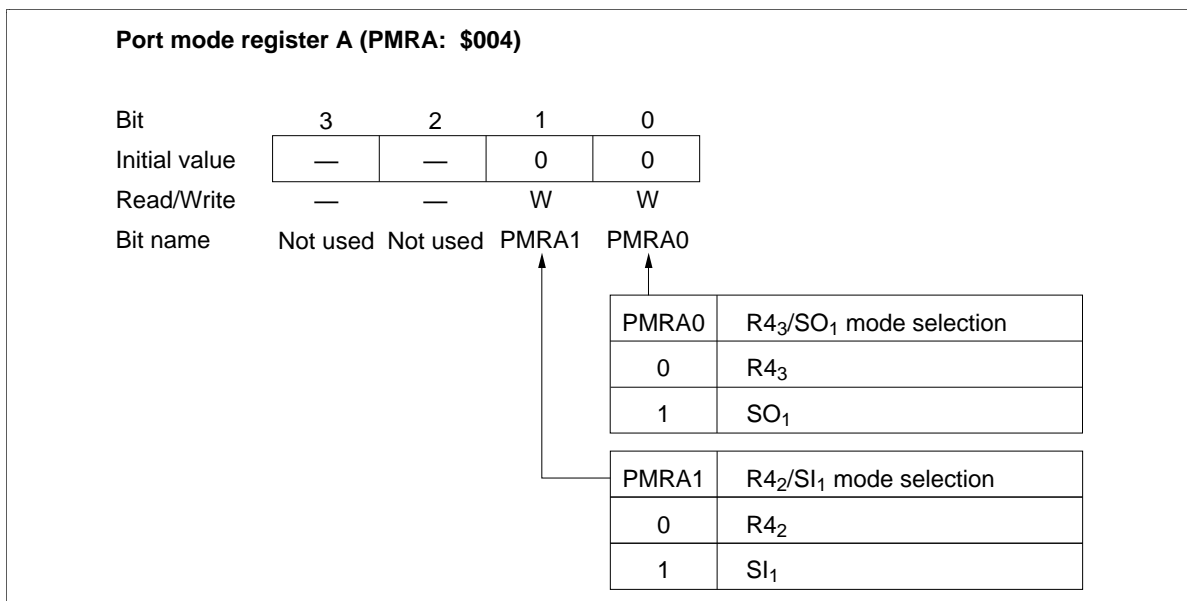 Port mode register A (PMRA: $004)
Bit 3 2 1 0
Initial value — — 0 0
Read/Write — — W W
Bit name Not used Not used PMRA1 PMRA0
PMRA0 R4₃/SO₁ mode selection
0 R4₃
1 SO₁
PMRA1 R4₂/SI₁ mode selection
0 R4₂
1 SI₁